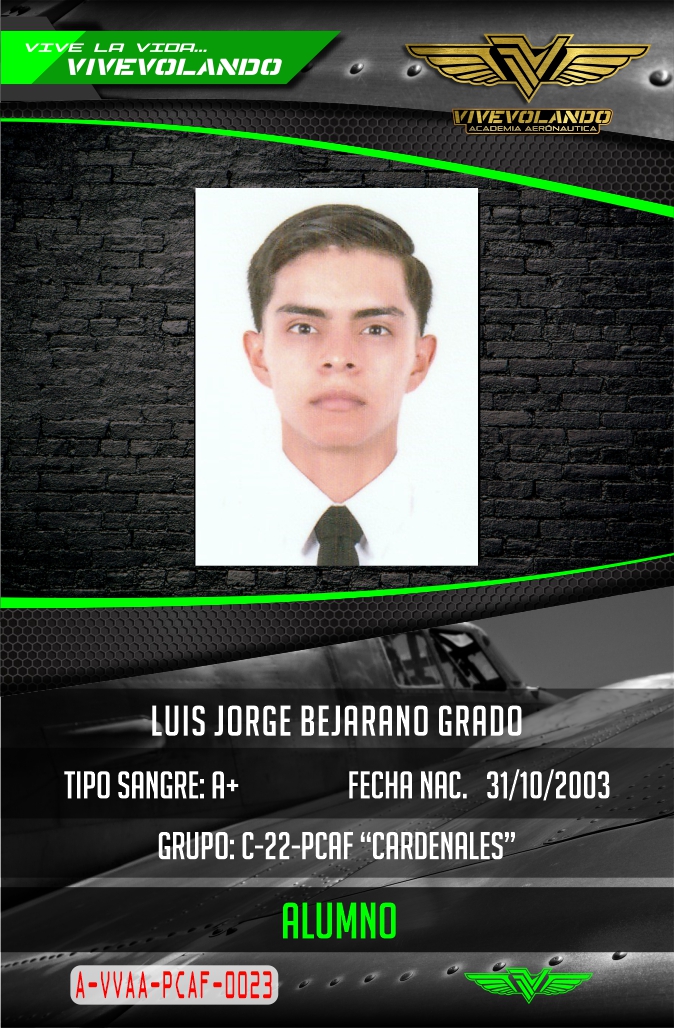 VIVE LA VIDA...
VIVEVOLANDO
VIVEVOLANDO
ACADEMIA AERÓNAUTICA
LUIS JORGE BEJARANO GRADO
TIPO SANGRE: A+ FECHA NAC. 31/10/2003
GRUPO: C-22-PCAF “CARDENALES”
ALUMNO
A-VVAA-PCAF-0023